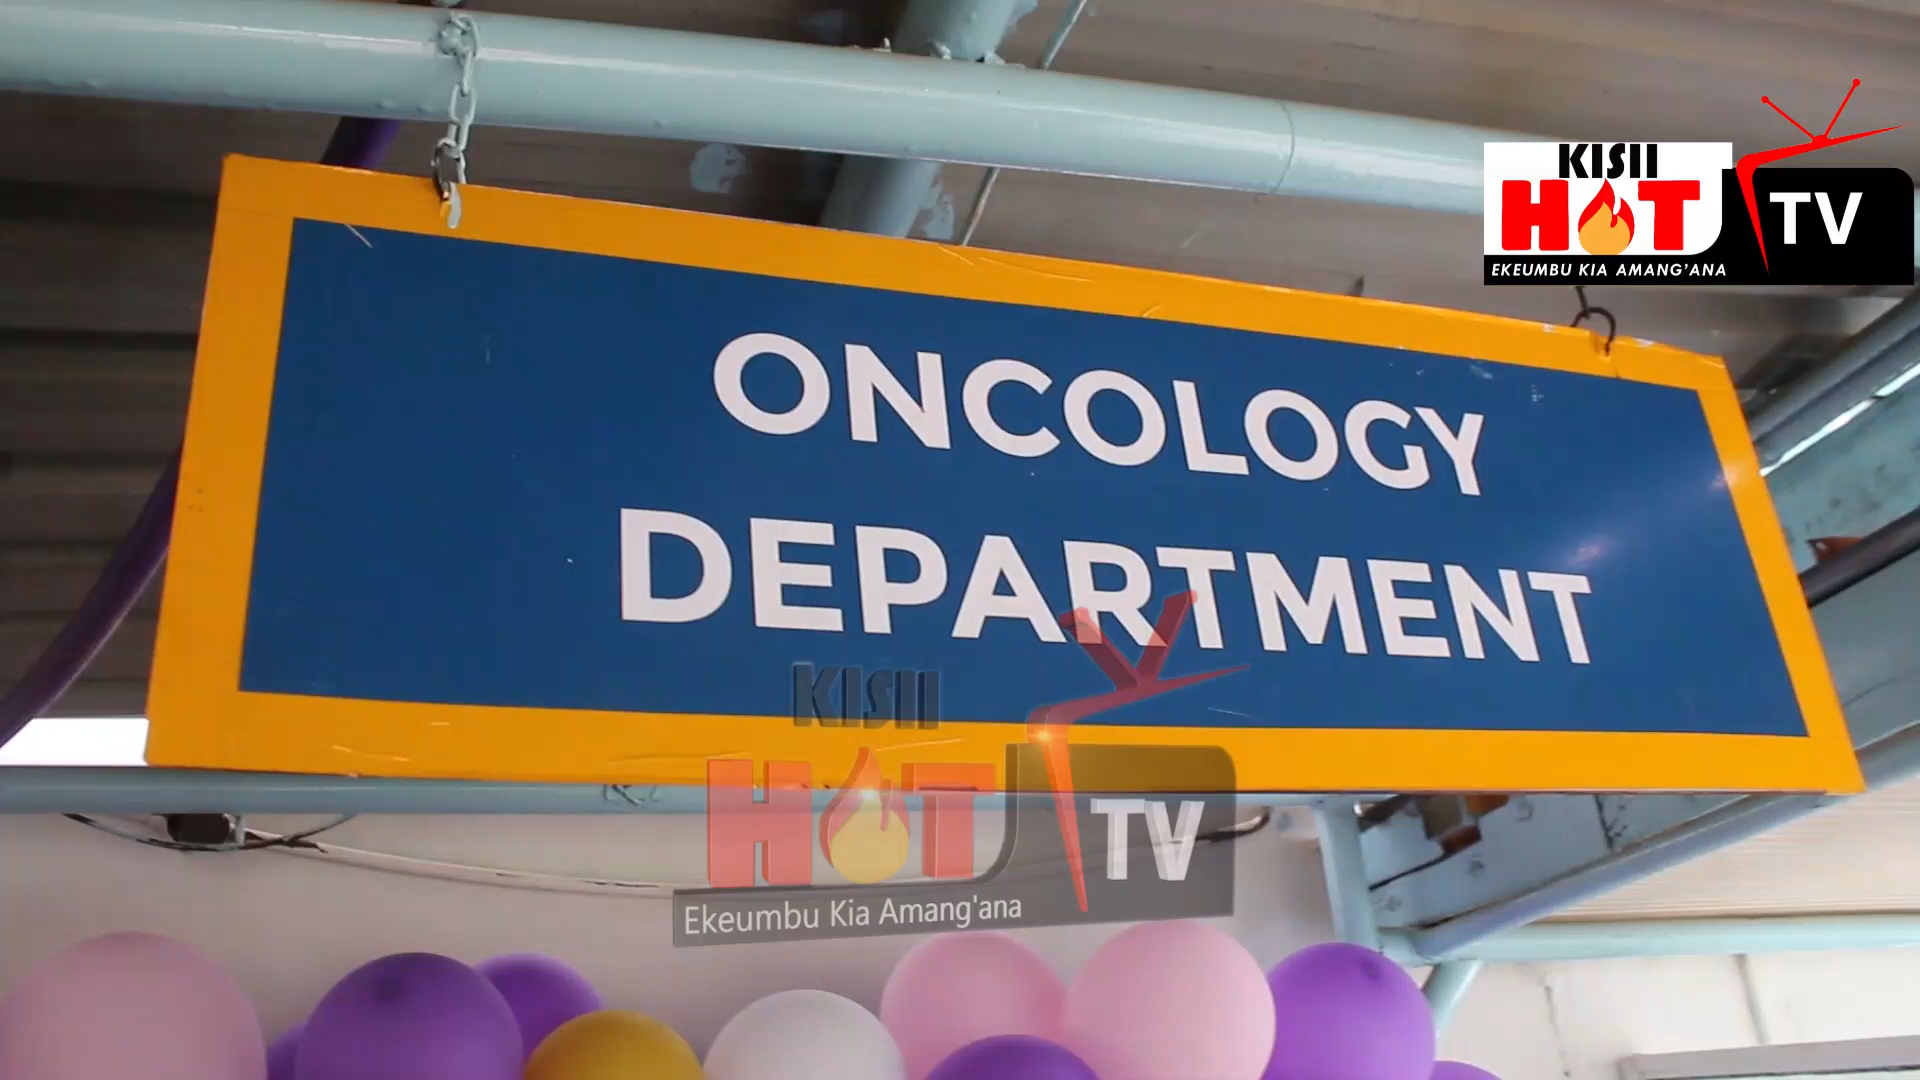 KISII
HOT TV
EKEUMBU KIA AMANG'ANA
ONCOLOGY
DEPARTMENT
KISII
HOT TV
Ekeumbu Kia Amang'ana